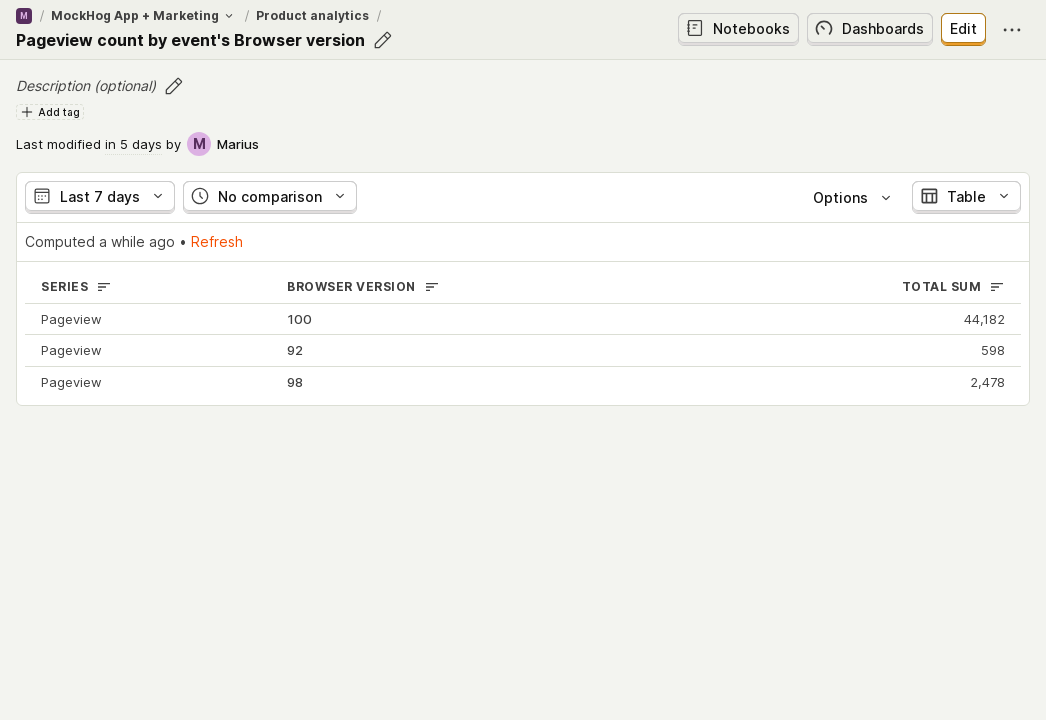 M / MockHog App + Marketing / Product analytics /
Pageview count by event's Browser version
Notebooks
Dashboards
Edit
Description (optional)
Add tag
Last modified in 5 days by M Marius
Last 7 days
No comparison
Options
Table
Computed a while ago • Refresh
SERIES BROWSER VERSION TOTAL SUM
Pageview 100 44,182
Pageview 92 598
Pageview 98 2,478